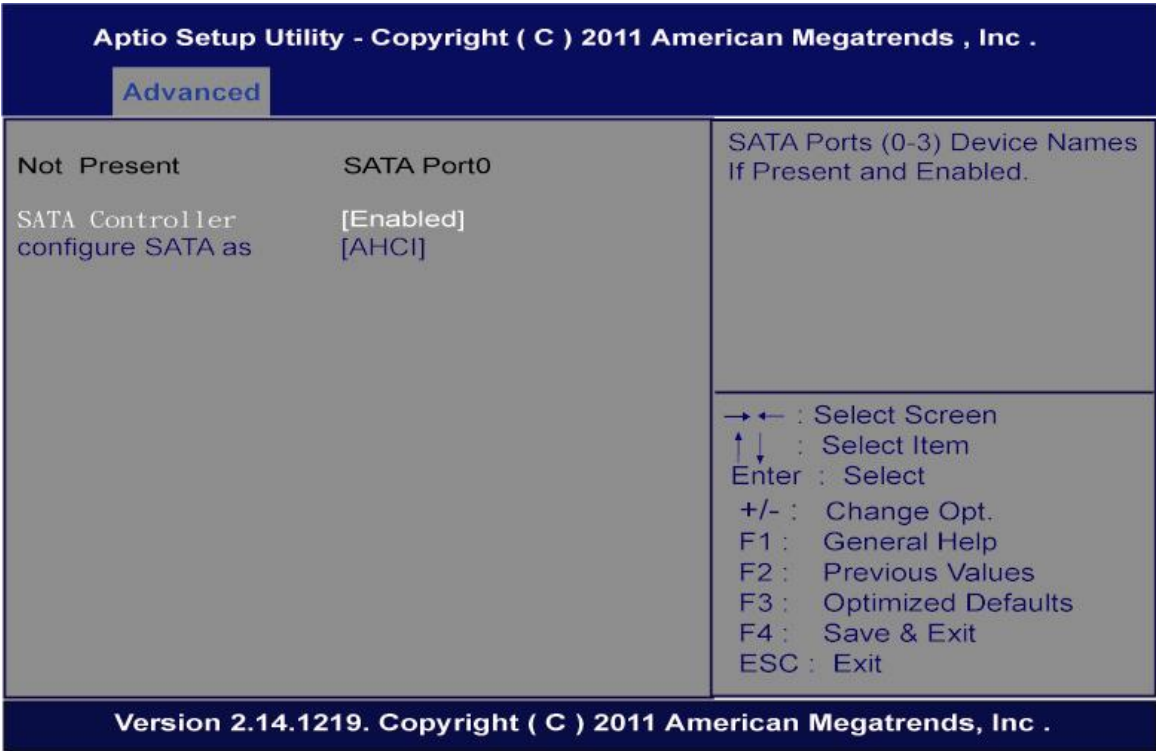 Aptio Setup Utility - Copyright ( C ) 2011 American Megatrends , Inc .
Advanced
Not Present SATA Port0
SATA Controller [Enabled]
configure SATA as [AHCI]
SATA Ports (0-3) Device Names
If Present and Enabled.
→ ← : Select Screen
↑ ↓ : Select Item
Enter : Select
+/- : Change Opt.
F1 : General Help
F2 : Previous Values
F3 : Optimized Defaults
F4 : Save & Exit
ESC : Exit
Version 2.14.1219. Copyright ( C ) 2011 American Megatrends, Inc .